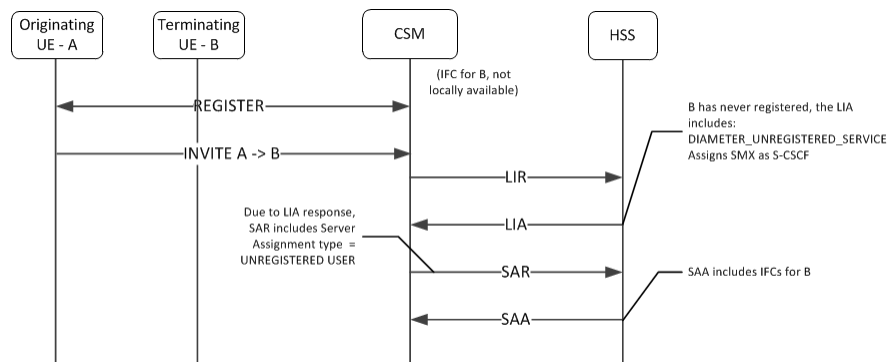 Originating
UE - A
Terminating
UE - B
CSM
HSS
(IFC for B, not
locally available)
REGISTER
B has never registered, the LIA
includes:
DIAMETER_UNREGISTERED_SERVICE
Assigns SMX as S-CSCF
INVITE A -> B
LIR
Due to LIA response,
SAR includes Server
Assignment type =
UNREGISTERED USER
LIA
SAR
SAA includes IFCs for B
SAA